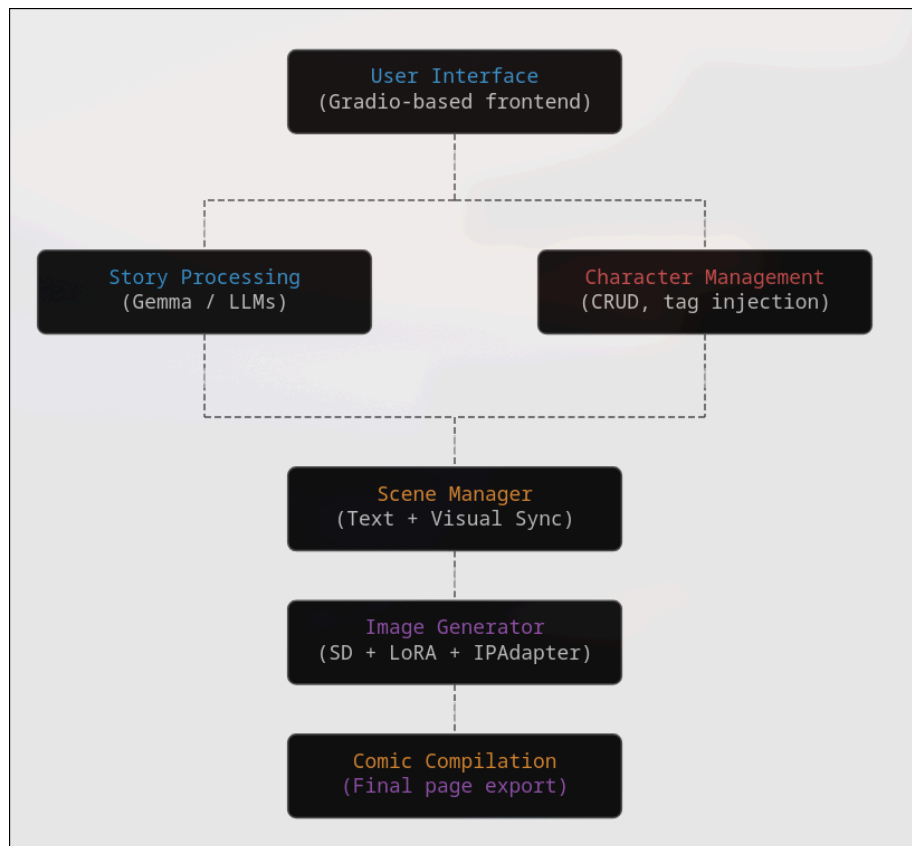 User Interface
(Gradio-based frontend)
Story Processing
(Gemma / LLMs)
Character Management
(CRUD, tag injection)
Scene Manager
(Text + Visual Sync)
Image Generator
(SD + LoRA + IPAdapter)
Comic Compilation
(Final page export)